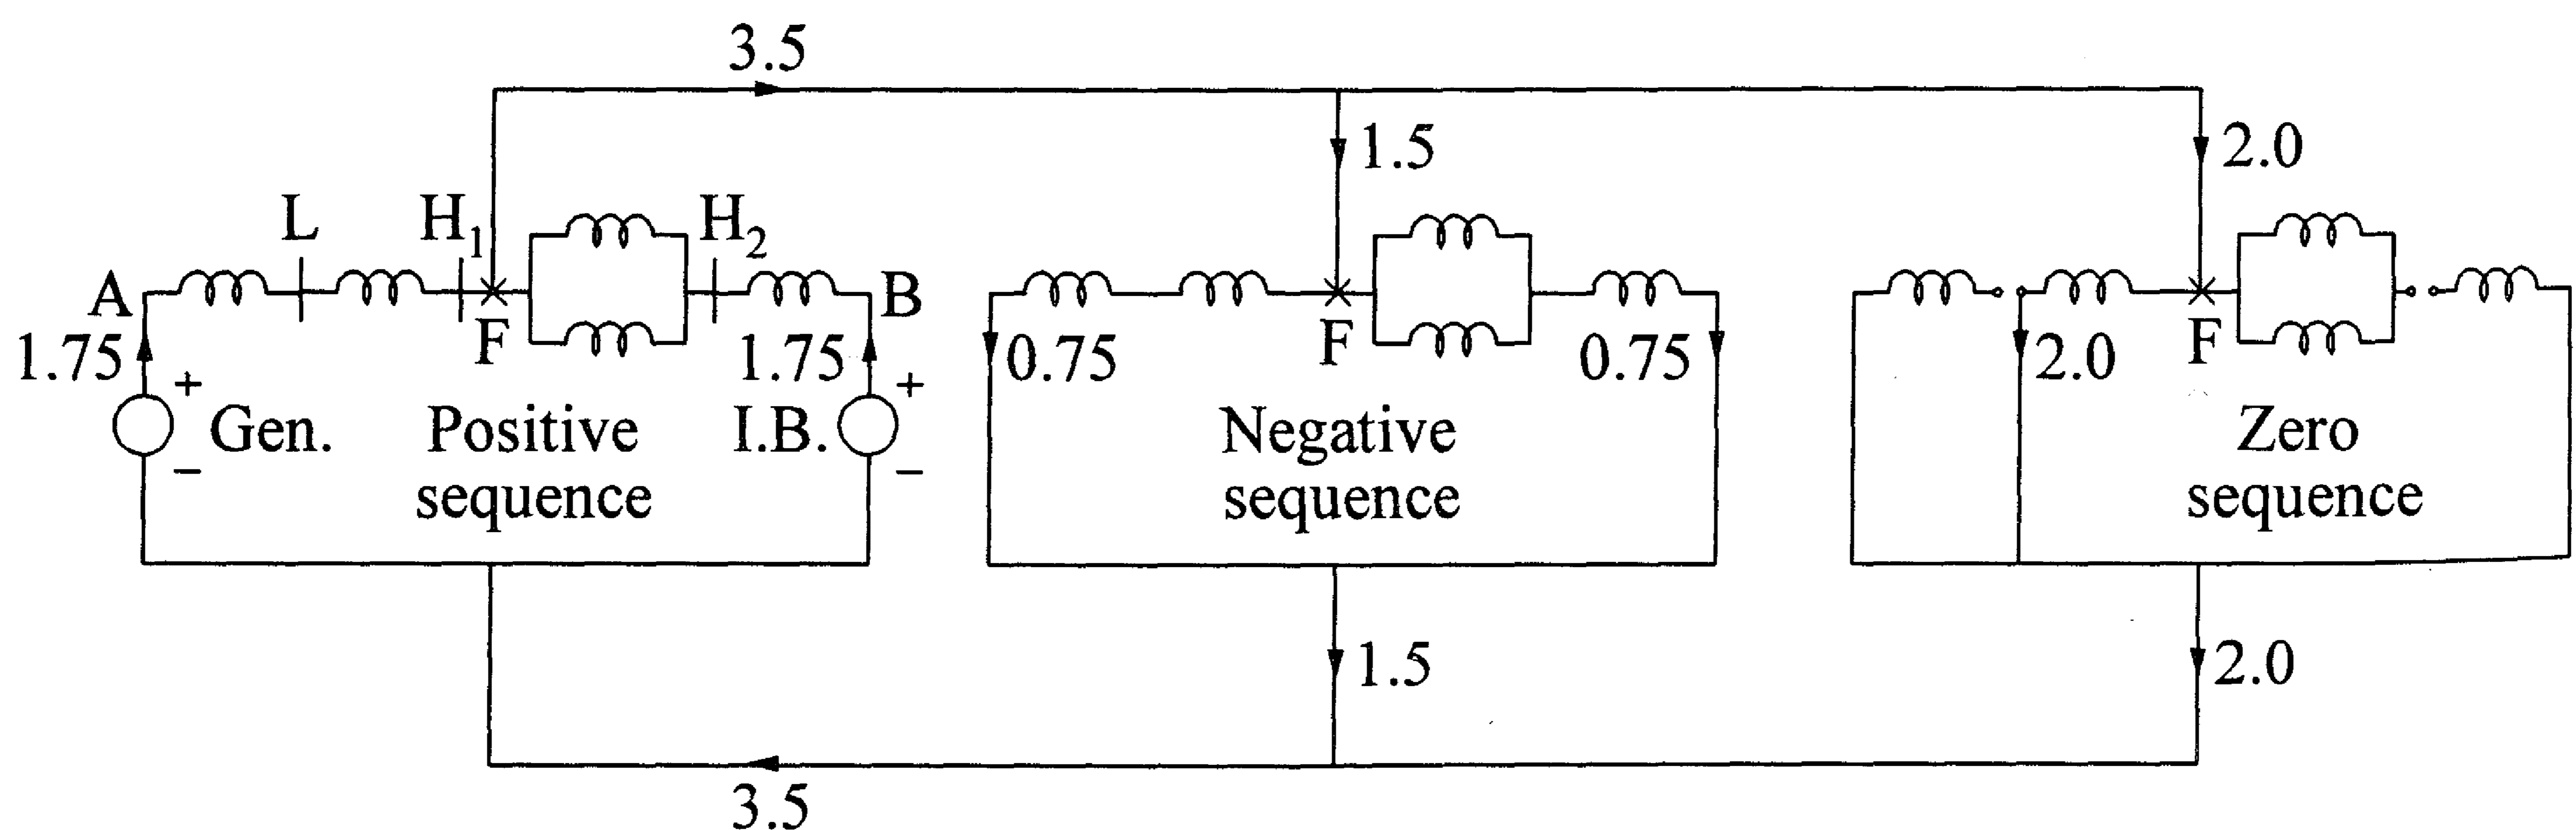 3.5
1.5
2.0
L
H1
H2
A
F
B
F
F
1.75
1.75
0.75
0.75
2.0
+
+
Gen.
Positive
sequence
I.B.
Negative
sequence
Zero
sequence
−
−
1.5
2.0
3.5